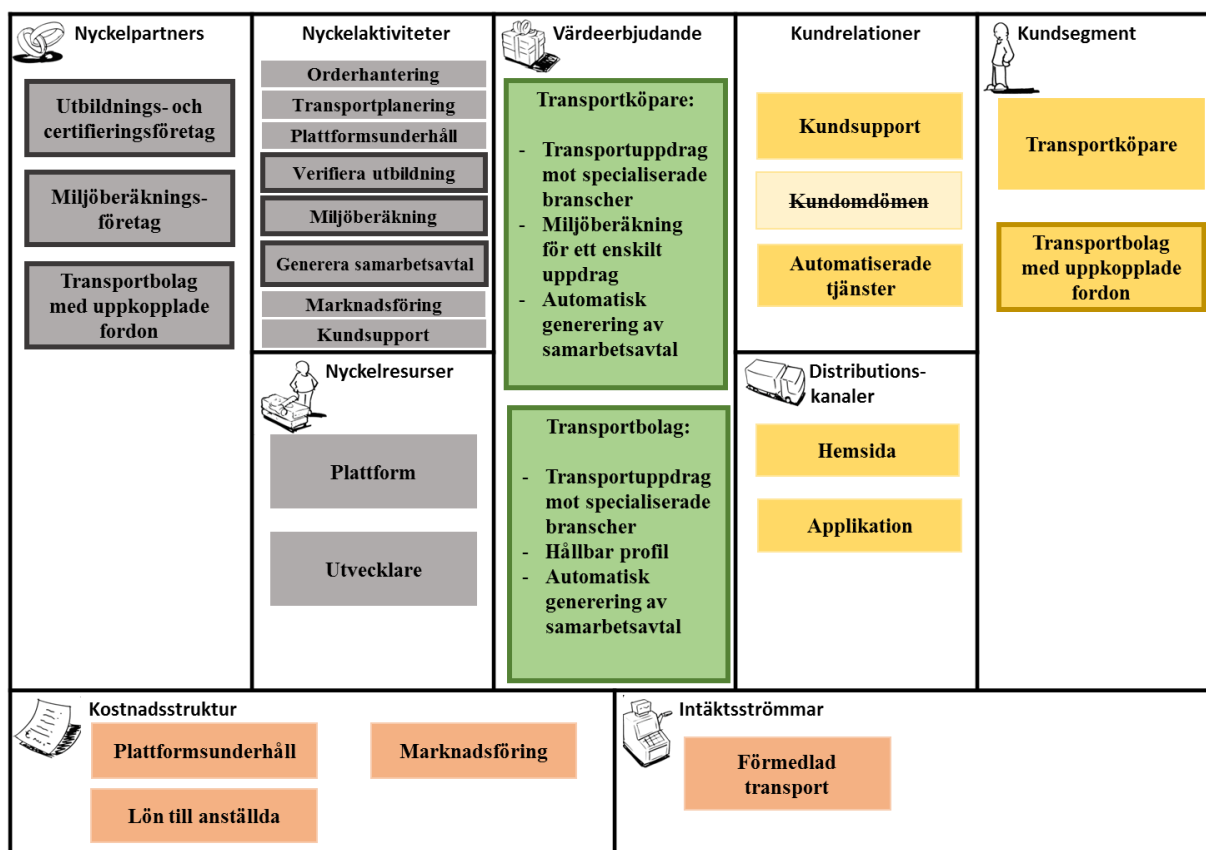 Nyckelpartners
Utbildnings- och
certifieringsföretag
Miljöberäknings-
företag
Transportbolag
med uppkopplade
fordon
Nyckelaktiviteter
Orderhantering
Transportplanering
Plattformsunderhåll
Verifiera utbildning
Miljöberäkning
Generera samarbetsavtal
Marknadsföring
Kundsupport
Nyckelresurser
Plattform
Utvecklare
Värdeerbjudande
Transportköpare:
- Transportuppdrag
mot specialiserade
branscher
- Miljöberäkning
för ett enskilt
uppdrag
- Automatisk
generering av
samarbetsavtal
Transportbolag:
- Transportuppdrag
mot specialiserade
branscher
- Hållbar profil
- Automatisk
generering av
samarbetsavtal
Kundrelationer
Kundsupport
Kundomdömen
Automatiserade
tjänster
Distributions-
kanaler
Hemsida
Applikation
Kundsegment
Transportköpare
Transportbolag
med uppkopplade
fordon
Kostnadsstruktur
Plattformsunderhåll
Marknadsföring
Lön till anställda
Intäktsströmmar
Förmedlad
transport